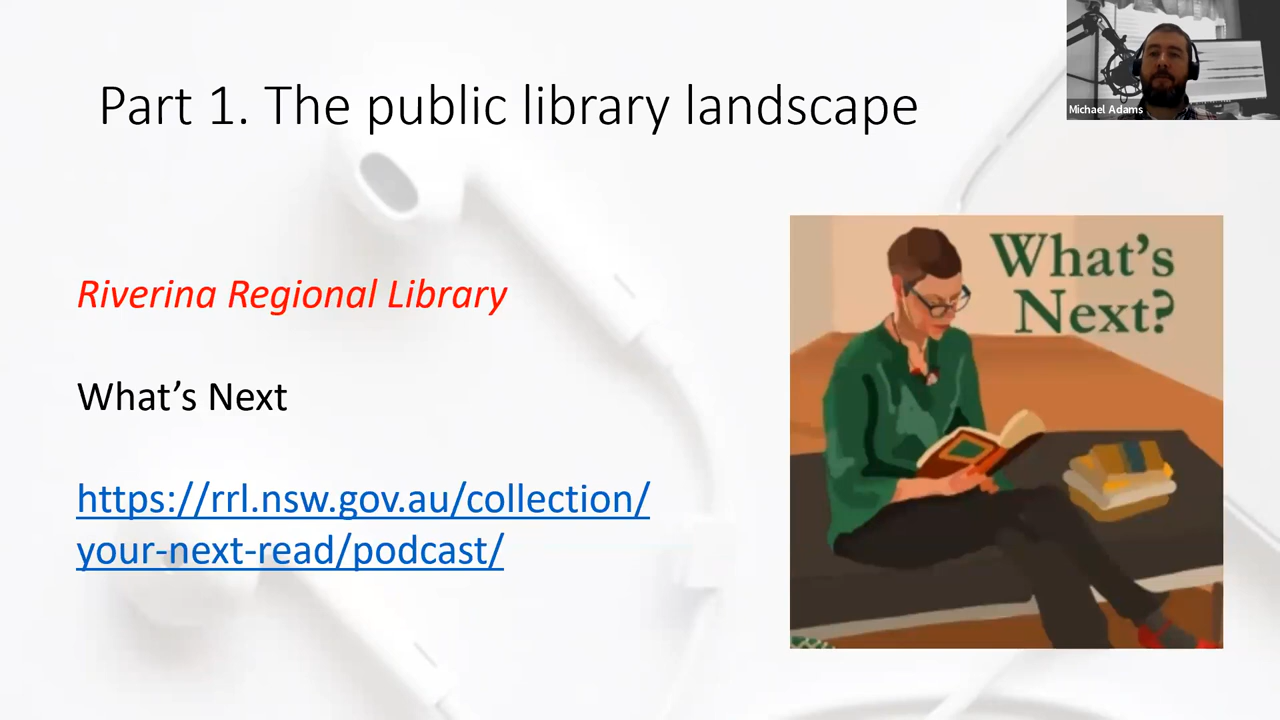 Part 1. The public library landscape
Michael Adams
What's
Next?
Riverina Regional Library
What's Next
https://rrl.nsw.gov.au/collection/
your-next-read/podcast/